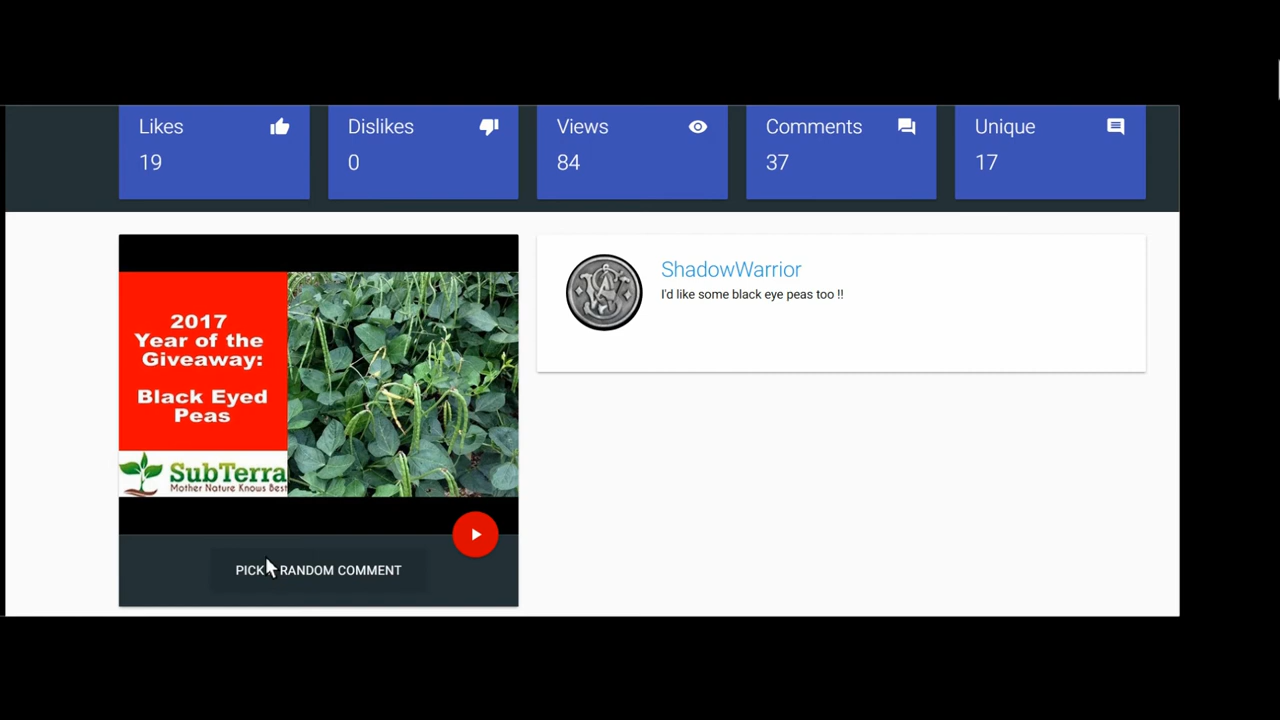 Likes
19
Dislikes
0
Views
84
Comments
37
Unique
17
2017
Year of the
Giveaway:
Black Eyed
Peas
SubTerra
Mother Nature Knows Best
PICK RANDOM COMMENT
ShadowWarrior
I'd like some black eye peas too !!